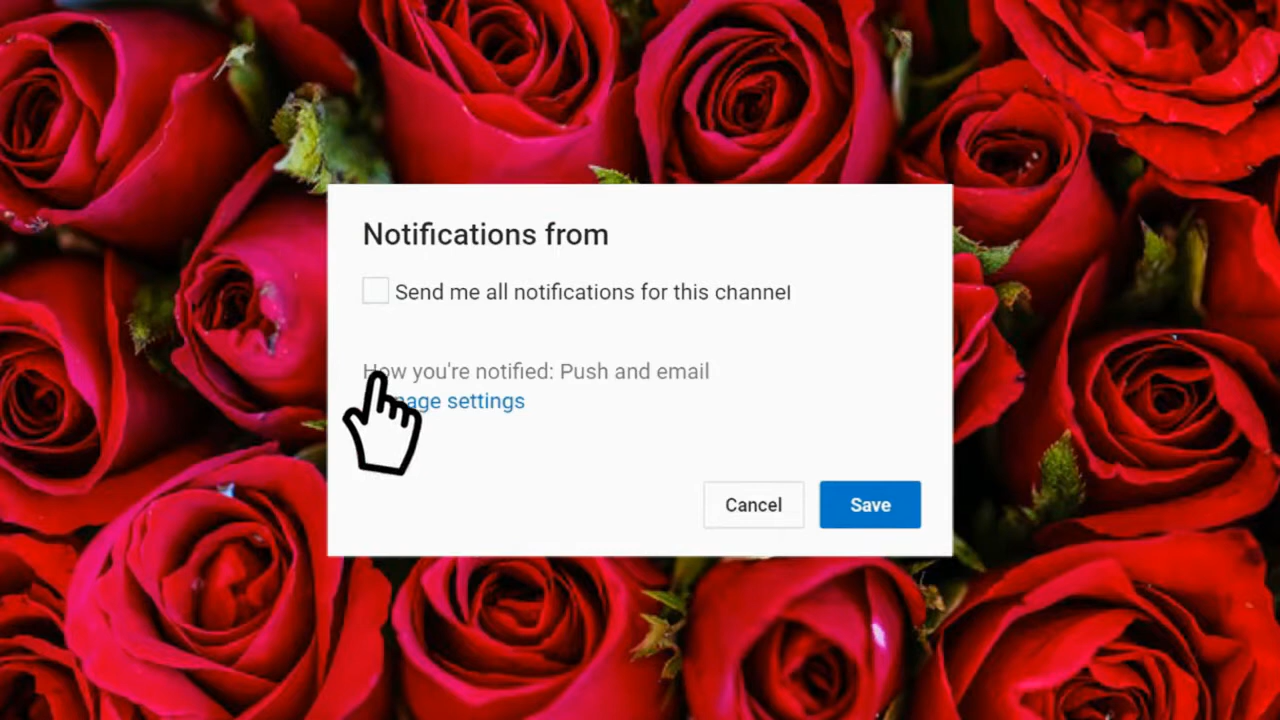 Notifications from
Send me all notifications for this channel
How you're notified: Push and email
nage settings
Cancel
Save